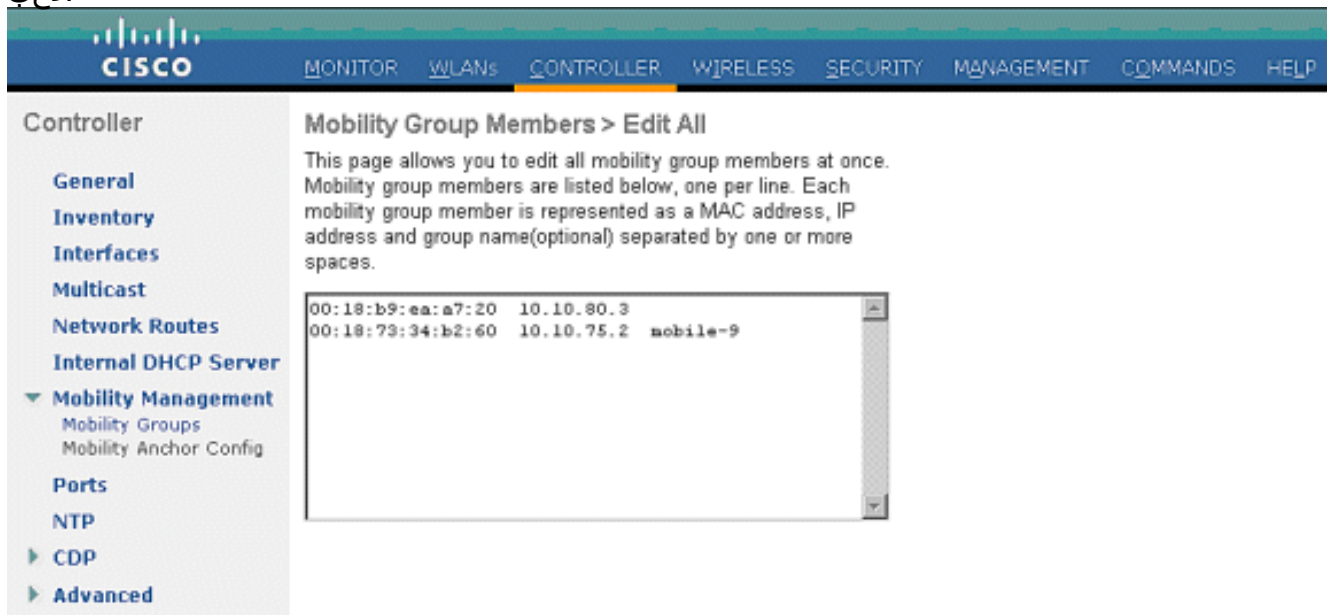 CISCO
MONITOR WLANs CONTROLLER WIRELESS SECURITY MANAGEMENT COMMANDS HELP
Controller
General
Inventory
Interfaces
Multicast
Network Routes
Internal DHCP Server
Mobility Management
Mobility Groups
Mobility Anchor Config
Ports
NTP
CDP
Advanced
Mobility Group Members > Edit All
This page allows you to edit all mobility group members at once.
Mobility group members are listed below, one per line. Each
mobility group member is represented as a MAC address, IP
address and group name(optional) separated by one or more
spaces.
00:18:b9:ea:a7:20 10.10.80.3
00:18:73:34:b2:60 10.10.75.2 mobile-9